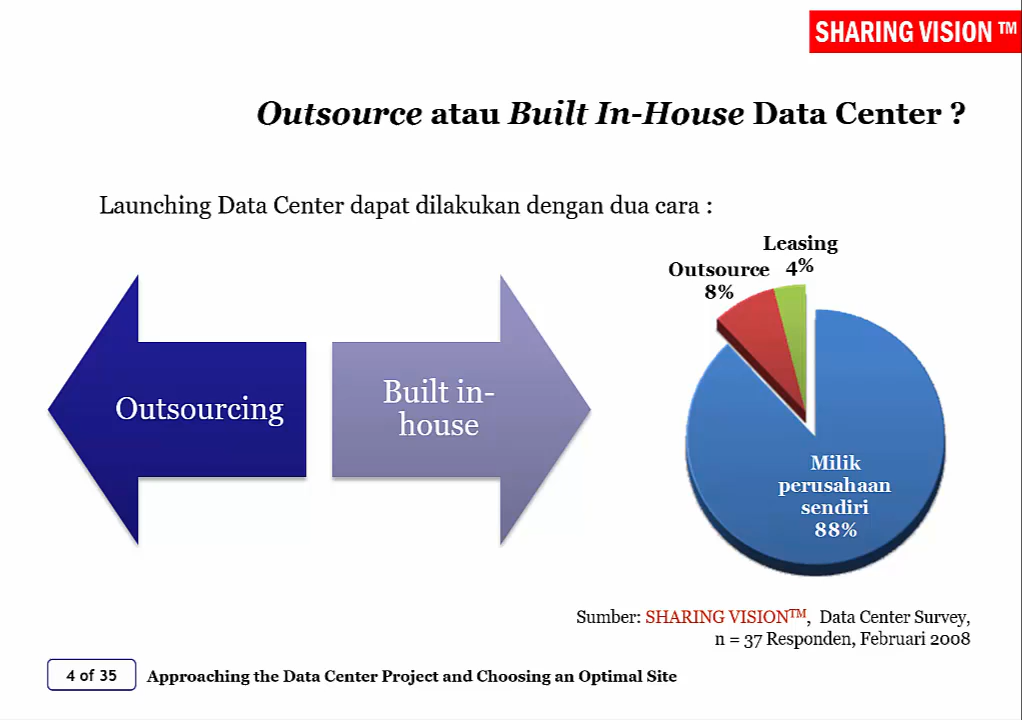 SHARING VISION ™
Outsource atau Built In-House Data Center ?
Launching Data Center dapat dilakukan dengan dua cara :
Outsourcing
Built in-
house
Leasing
4%
Outsource
8%
Milik
perusahaan
sendiri
88%
Sumber: SHARING VISION™, Data Center Survey,
n = 37 Responden, Februari 2008
4 of 35
Approaching the Data Center Project and Choosing an Optimal Site